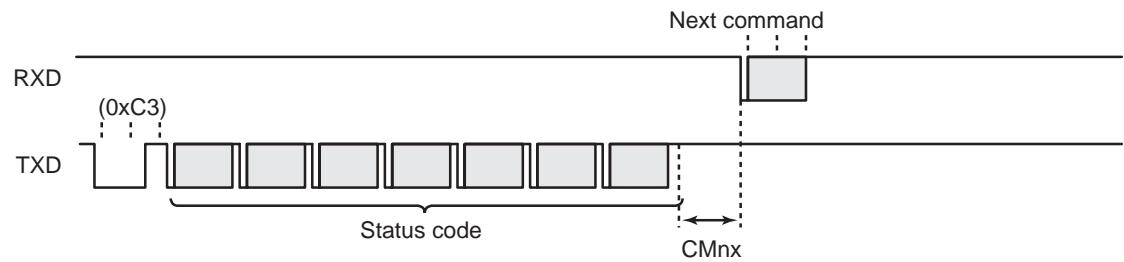 Next command
RXD
(0xC3)
TXD
Status code
CMnx